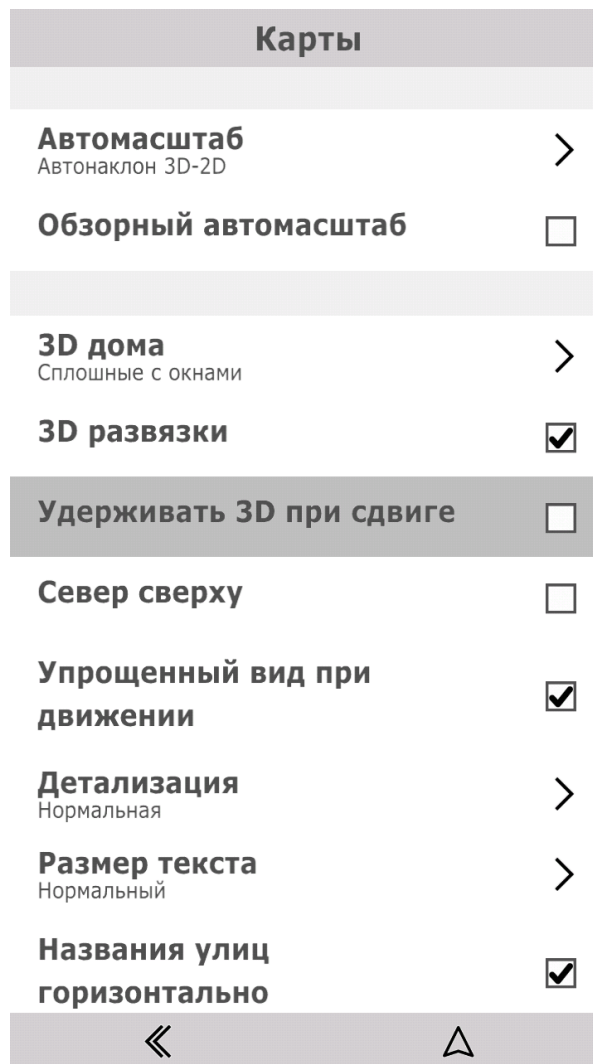 Карты
Автомасштаб
Автонаклон 3D-2D
Обзорный автомасштаб
3D дома
Сплошные с окнами
3D развязки
Удерживать 3D при сдвиге
Север сверху
Упрощенный вид при
движении
Детализация
Нормальная
Размер текста
Нормальный
Названия улиц
горизонтально